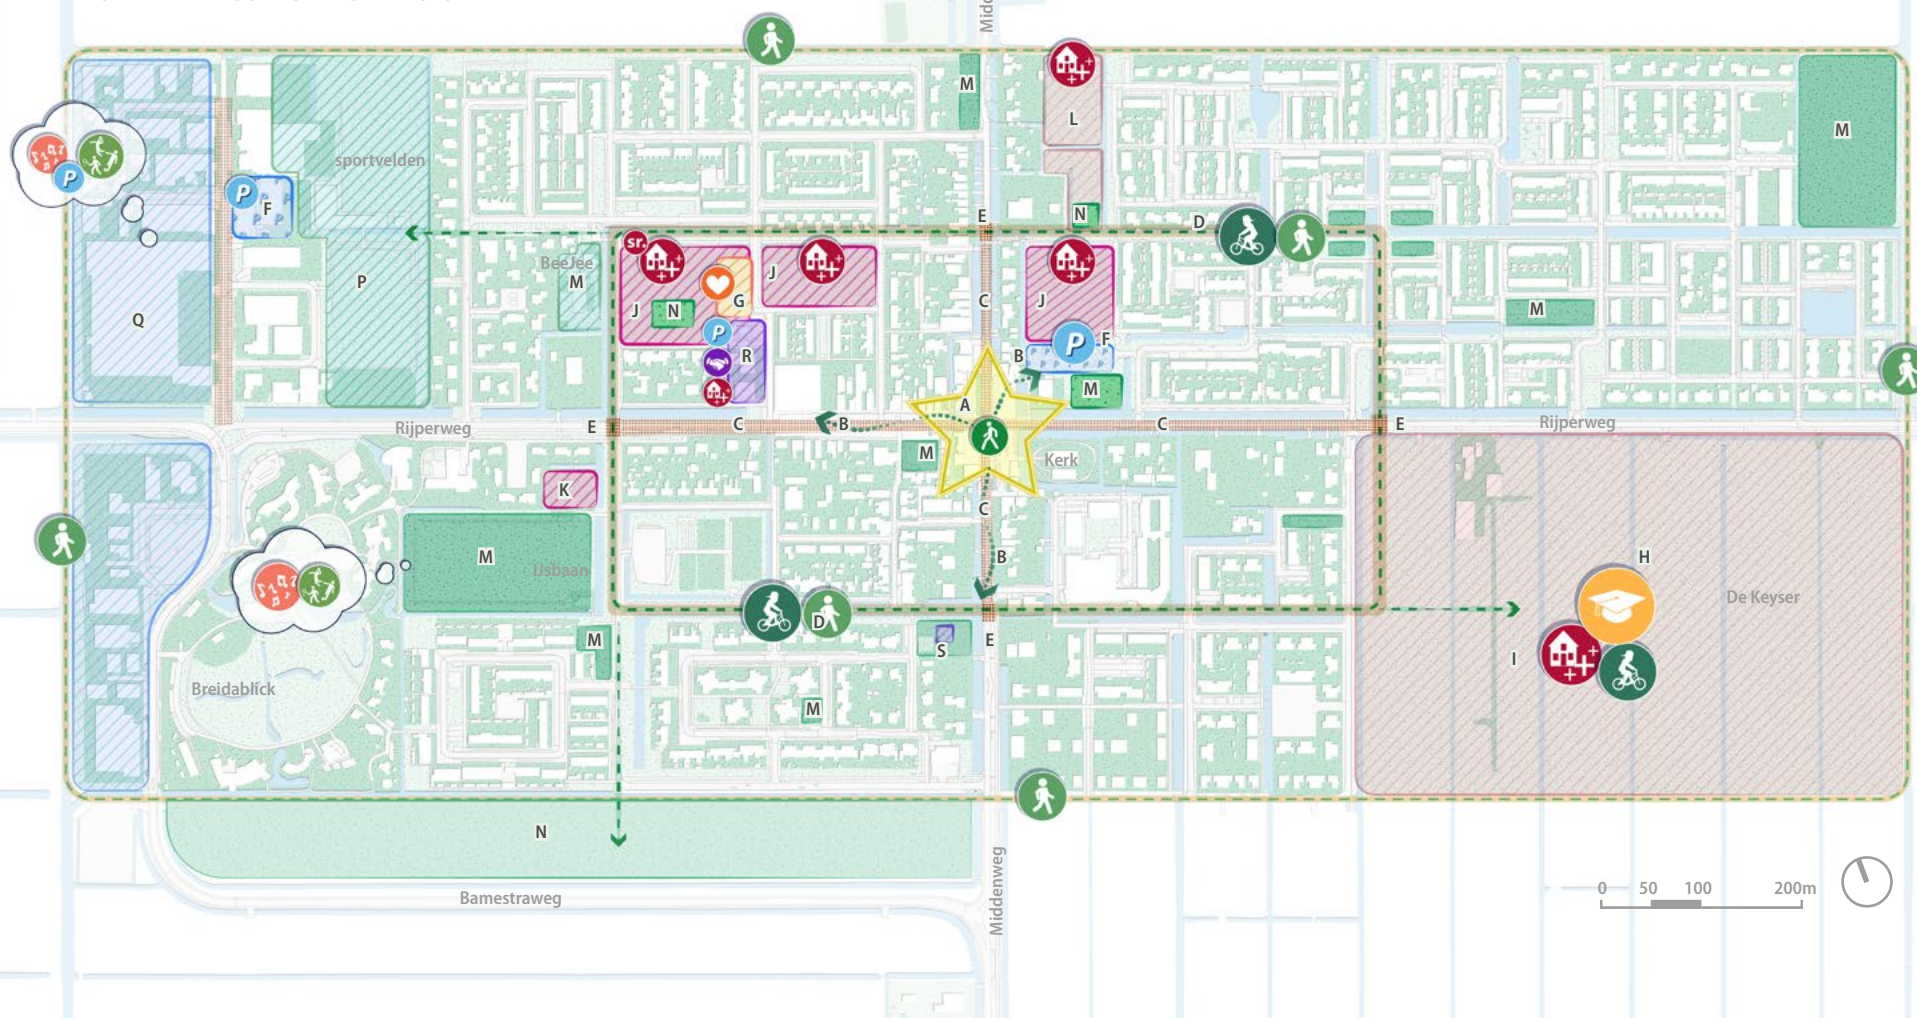 Midd
M
L
M
sportvelden
P
P
F
N
E
D
sr.
BeeJee
M
J
G
J
C
J
P
Q
J
N
M
P
R
B
P
F
M
A
E
C
B
C
E
Rijperweg
Rijperweg
M
Kerk
K
C
M
IJsbaan
B
H
De Keyser
D
E
M
S
I
Breidablick
M
N
0 50 100 200m
Bamestraweg
Middenweg